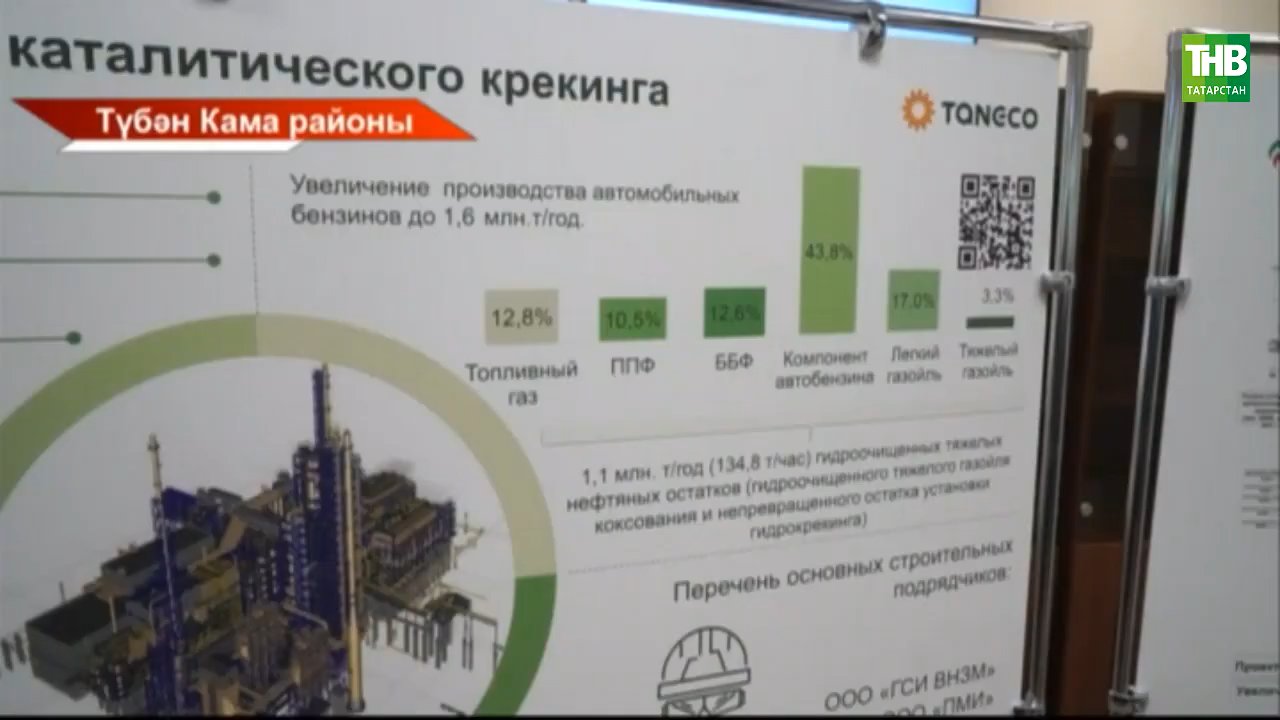 каталитического крекинга
ТНВ
ТАТАРСТАН
Түбән Кама районы
TANECO
Увеличение производства автомобильных
бензинов до 1,6 млн.т/год.
12,8%
10,5%
12,6%
43,8%
17.0%
3,3%
Топливный
газ
ППФ
ББФ
Компонент
автобензина
Легкий
газойль
Тяжелый
газойль
1,1 млн. т/год (134,8 т/час) гидроочищенных тяжелых
нефтяных остатков (гидроочищенного тяжелого газойля
коксования и непревращенного остатка установки
гидрокрекинга)
Перечень основных строительных
подрядчиков:
ООО «ГСИ ВНЗМ»
ООО «ПМИ»